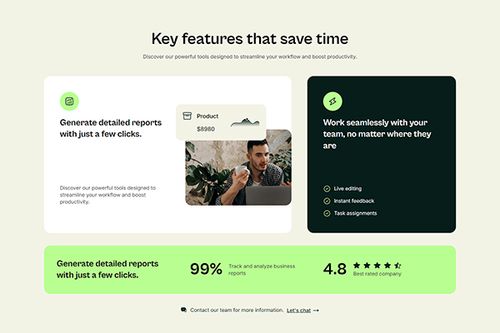 Key features that save time
Discover our powerful tools designed to streamline your workflow and boost productivity.
Generate detailed reports
with just a few clicks.
Product
$8980
Discover our powerful tools designed to
streamline your workflow and boost
productivity.
Work seamlessly with your
team, no matter where they
are
Live editing
Instant feedback
Task assignments
Generate detailed reports
with just a few clicks.
99%
Track and analyze business
reports
4.8
Best rated company
Contact our team for more information. Let's chat →